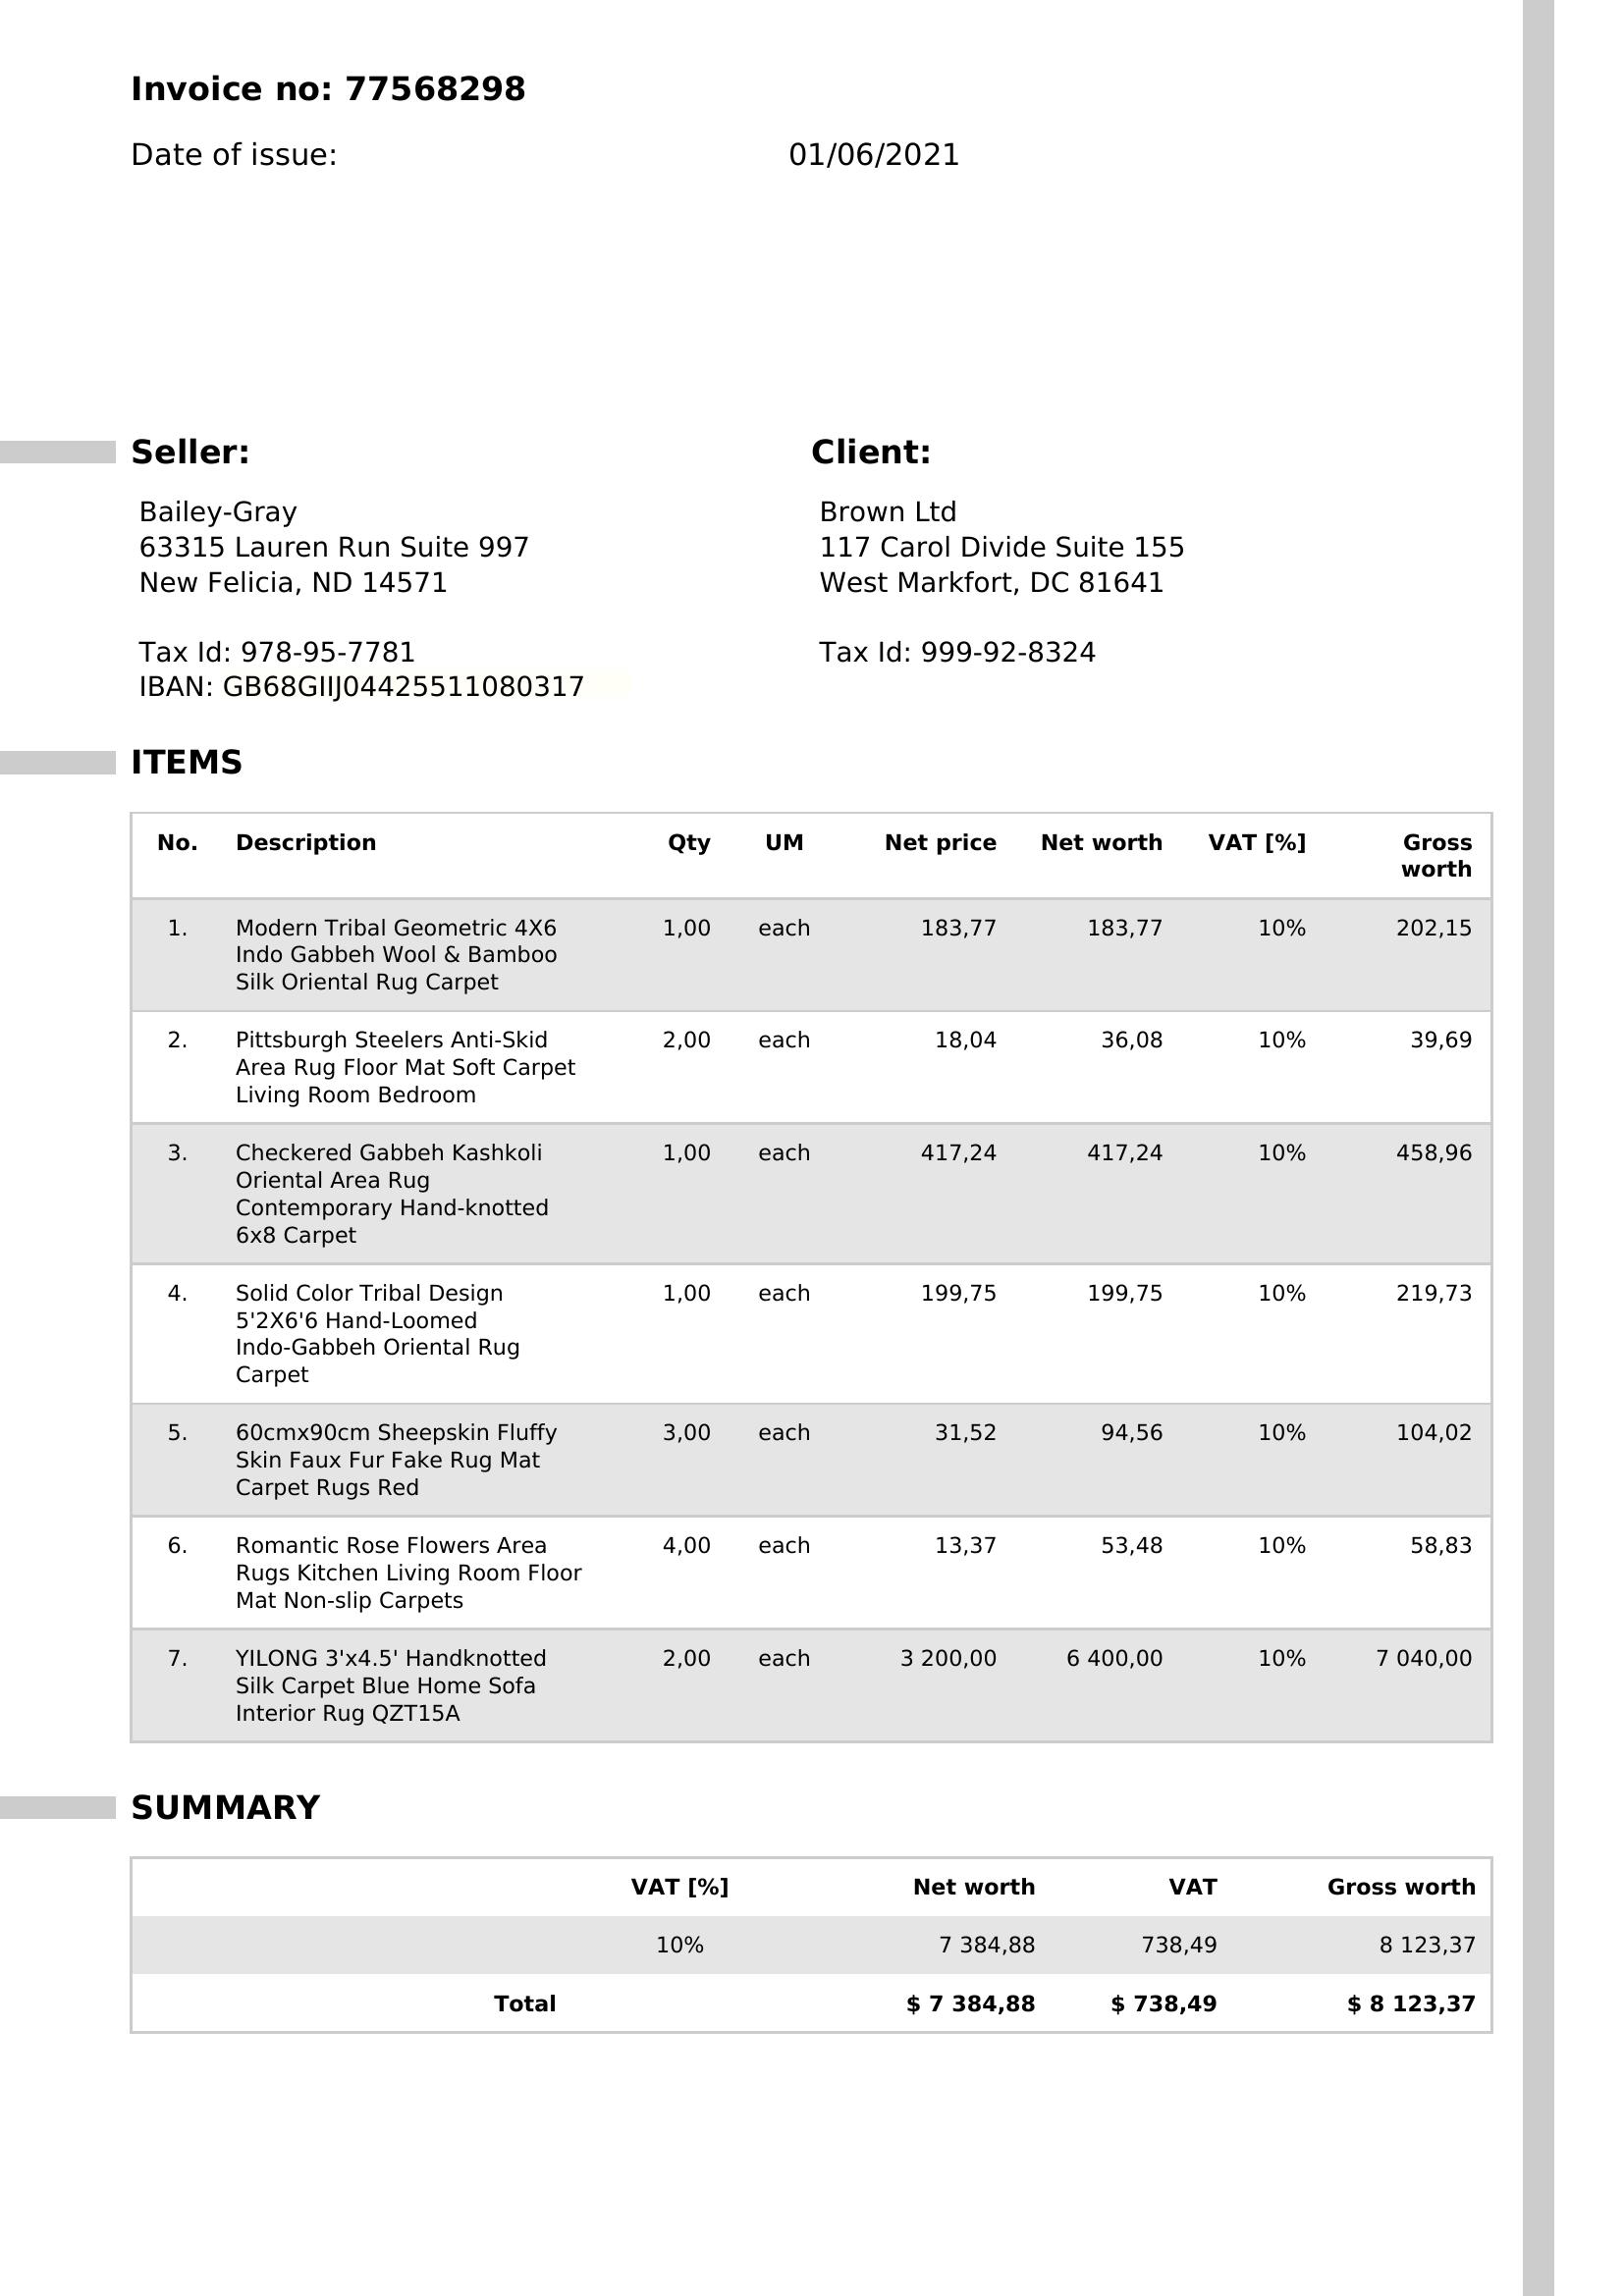 Invoice no: 77568298
Date of issue: 01/06/2021
Seller:
Bailey-Gray
63315 Lauren Run Suite 997
New Felicia, ND 14571
Tax Id: 978-95-7781
IBAN: GB68GIIJ04425511080317
Client:
Brown Ltd
117 Carol Divide Suite 155
West Markfort, DC 81641
Tax Id: 999-92-8324
ITEMS
No. Description Qty UM Net price Net worth VAT [%] Gross
worth
1. Modern Tribal Geometric 4X6 1,00 each 183,77 183,77 10% 202,15
Indo Gabbeh Wool & Bamboo
Silk Oriental Rug Carpet
2. Pittsburgh Steelers Anti-Skid 2,00 each 18,04 36,08 10% 39,69
Area Rug Floor Mat Soft Carpet
Living Room Bedroom
3. Checkered Gabbeh Kashkoli 1,00 each 417,24 417,24 10% 458,96
Oriental Area Rug
Contemporary Hand-knotted
6x8 Carpet
4. Solid Color Tribal Design 1,00 each 199,75 199,75 10% 219,73
5'2X6'6 Hand-Loomed
Indo-Gabbeh Oriental Rug
Carpet
5. 60cmx90cm Sheepskin Fluffy 3,00 each 31,52 94,56 10% 104,02
Skin Faux Fur Fake Rug Mat
Carpet Rugs Red
6. Romantic Rose Flowers Area 4,00 each 13,37 53,48 10% 58,83
Rugs Kitchen Living Room Floor
Mat Non-slip Carpets
7. YILONG 3'x4.5' Handknotted 2,00 each 3 200,00 6 400,00 10% 7 040,00
Silk Carpet Blue Home Sofa
Interior Rug QZT15A
SUMMARY
VAT [%] Net worth VAT Gross worth
10% 7 384,88 738,49 8 123,37
Total $ 7 384,88 $ 738,49 $ 8 123,37